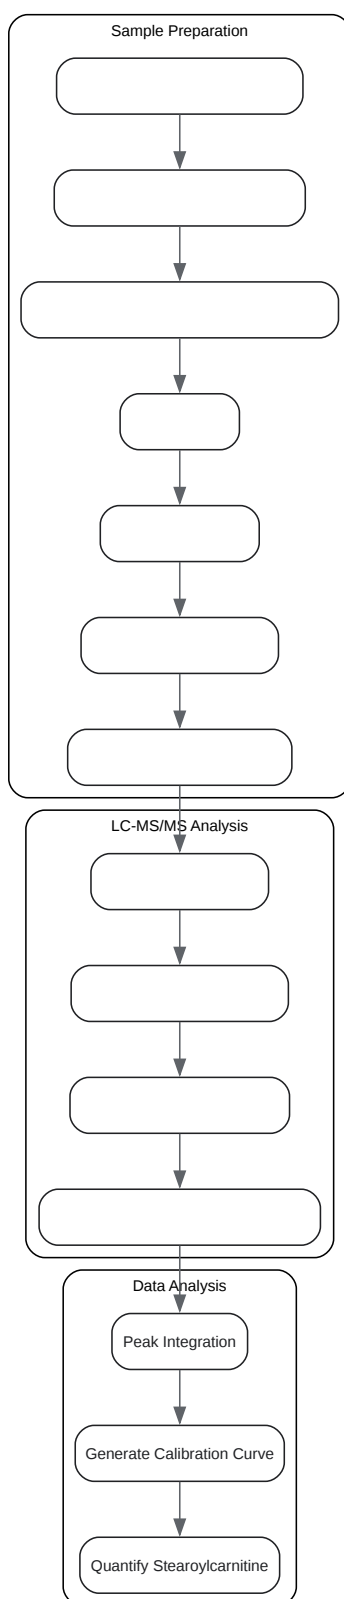 Sample Preparation
LC-MS/MS Analysis
Data Analysis
Peak Integration
Generate Calibration Curve
Quantify Stearoylcarnitine